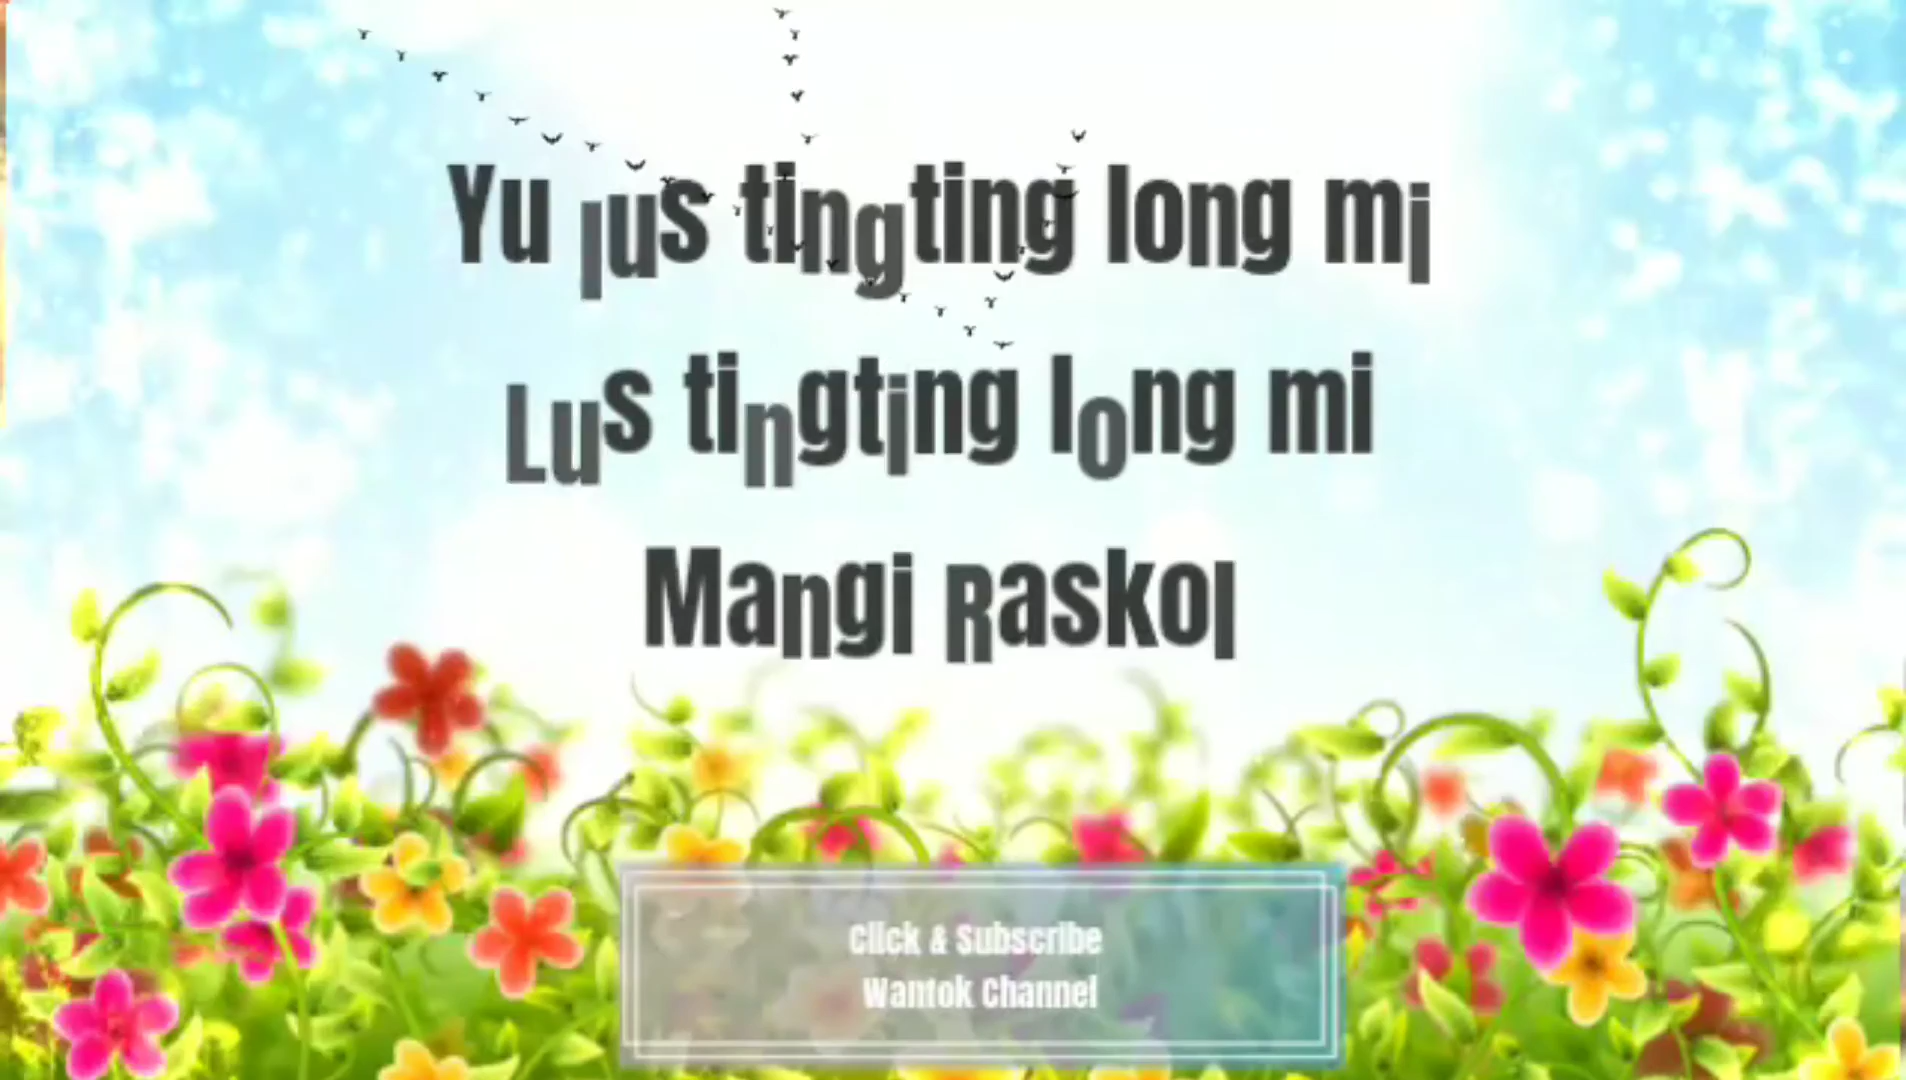 Yu lus tingting long mi
Lus tingting long mi
Mangi Raskol
Click & Subscribe
Wantok Channel